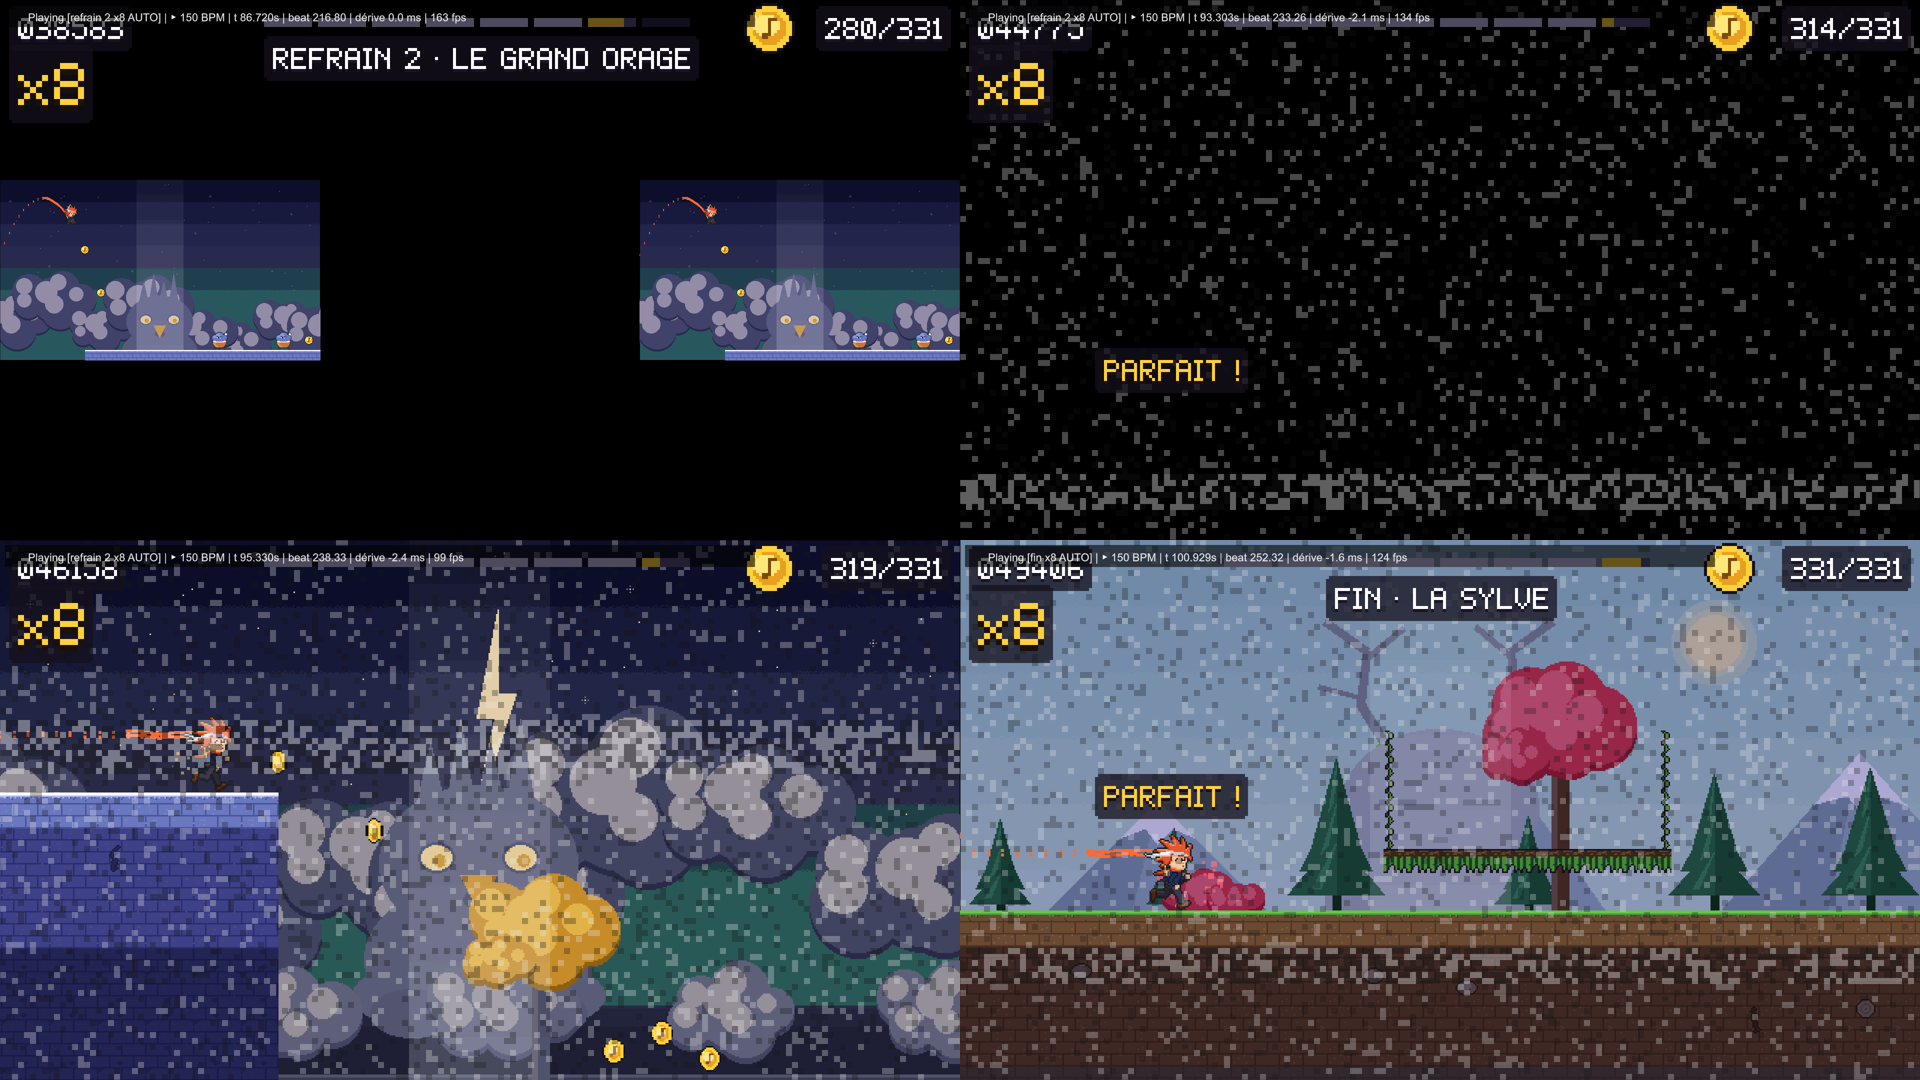 Playing [refrain 2 x8 AUTO] | ‣ 150 BPM | t 86.720s | beat 216.80 | dérive 0.0 ms | 163 fps
038583
280/331
REFRAIN 2 · LE GRAND ORAGE
x8
Playing [refrain 2 x8 AUTO] | ‣ 150 BPM | t 93.303s | beat 233.26 | dérive -2.1 ms | 134 fps
044775
314/331
x8
PARFAIT !
Playing [refrain 2 x8 AUTO] | ‣ 150 BPM | t 95.330s | beat 238.33 | dérive -2.4 ms | 99 fps
046158
319/331
x8
Playing [fin x8 AUTO] | ‣ 150 BPM | t 100.929s | beat 252.32 | dérive -1.6 ms | 124 fps
049406
331/331
FIN · LA SYLVE
x8
PARFAIT !